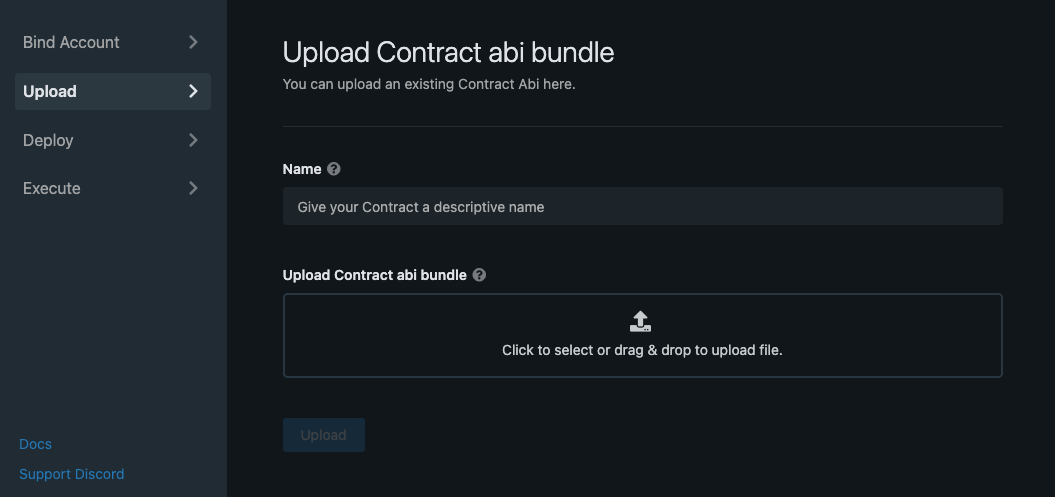 Bind Account
Upload
Deploy
Execute
Docs
Support Discord
Upload Contract abi bundle
You can upload an existing Contract Abi here.
Name ?
Give your Contract a descriptive name
Upload Contract abi bundle ?
Click to select or drag & drop to upload file.
Upload